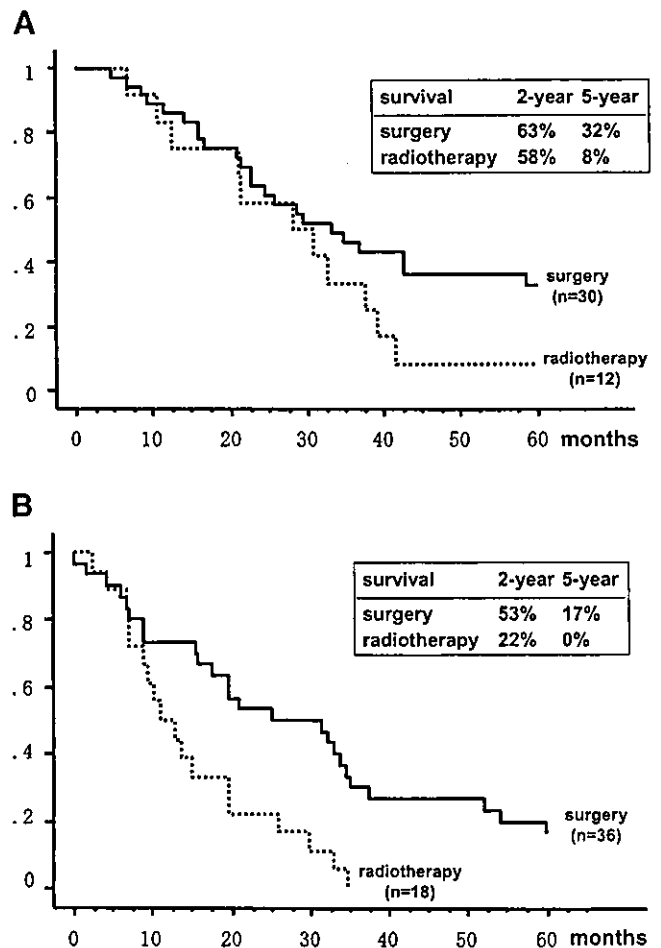 A
1
.8
.6
.4
.2
0
survival 2-year 5-year
surgery 63% 32%
radiotherapy 58% 8%
surgery
(n=30)
radiotherapy
(n=12)
0 10 20 30 40 50 60 months
B
1
.8
.6
.4
.2
0
survival 2-year 5-year
surgery 53% 17%
radiotherapy 22% 0%
surgery
(n=36)
radiotherapy
(n=18)
0 10 20 30 40 50 60 months